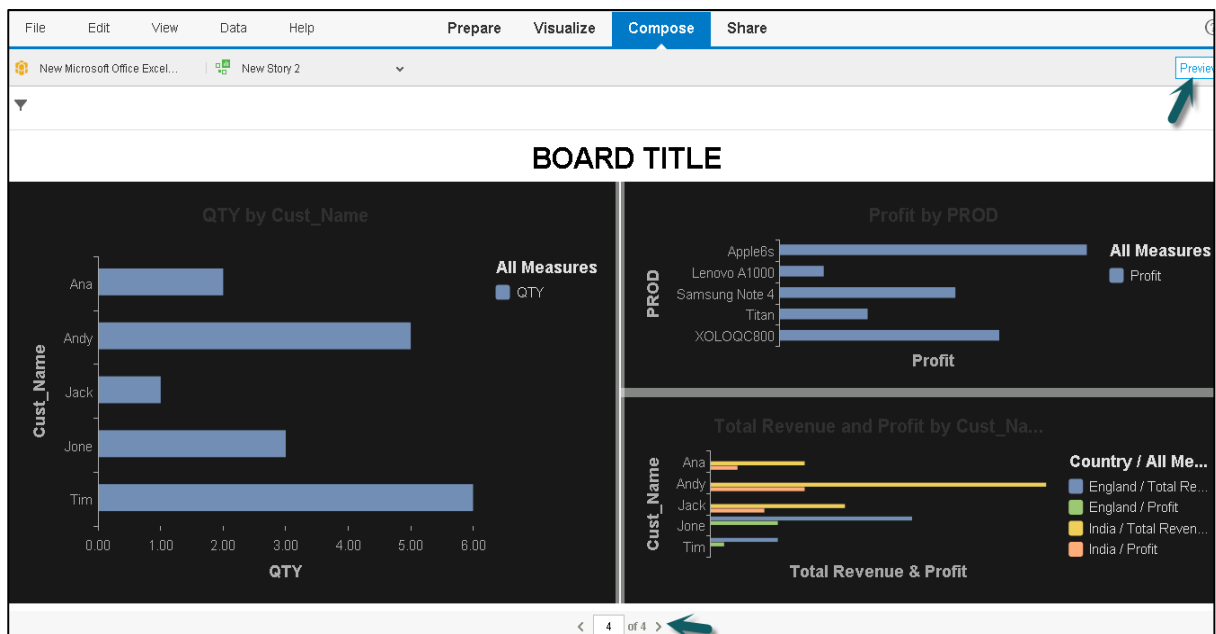 File Edit View Data Help Prepare Visualize Compose Share
New Microsoft Office Excel... New Story 2
BOARD TITLE
QTY by Cust_Name
All Measures
QTY
Cust_Name
Ana
Andy
Jack
Jone
Tim
0.00 1.00 2.00 3.00 4.00 5.00 6.00
QTY
Profit by PROD
All Measures
Profit
PROD
Apple6s
Lenovo A1000
Samsung Note 4
Titan
XOLOQC800
Profit
Total Revenue and Profit by Cust_Na...
Country / All Me...
England / Total Re...
England / Profit
India / Total Reven...
India / Profit
Cust_Name
Ana
Andy
Jack
Jone
Tim
Total Revenue & Profit
< 4 of 4 >